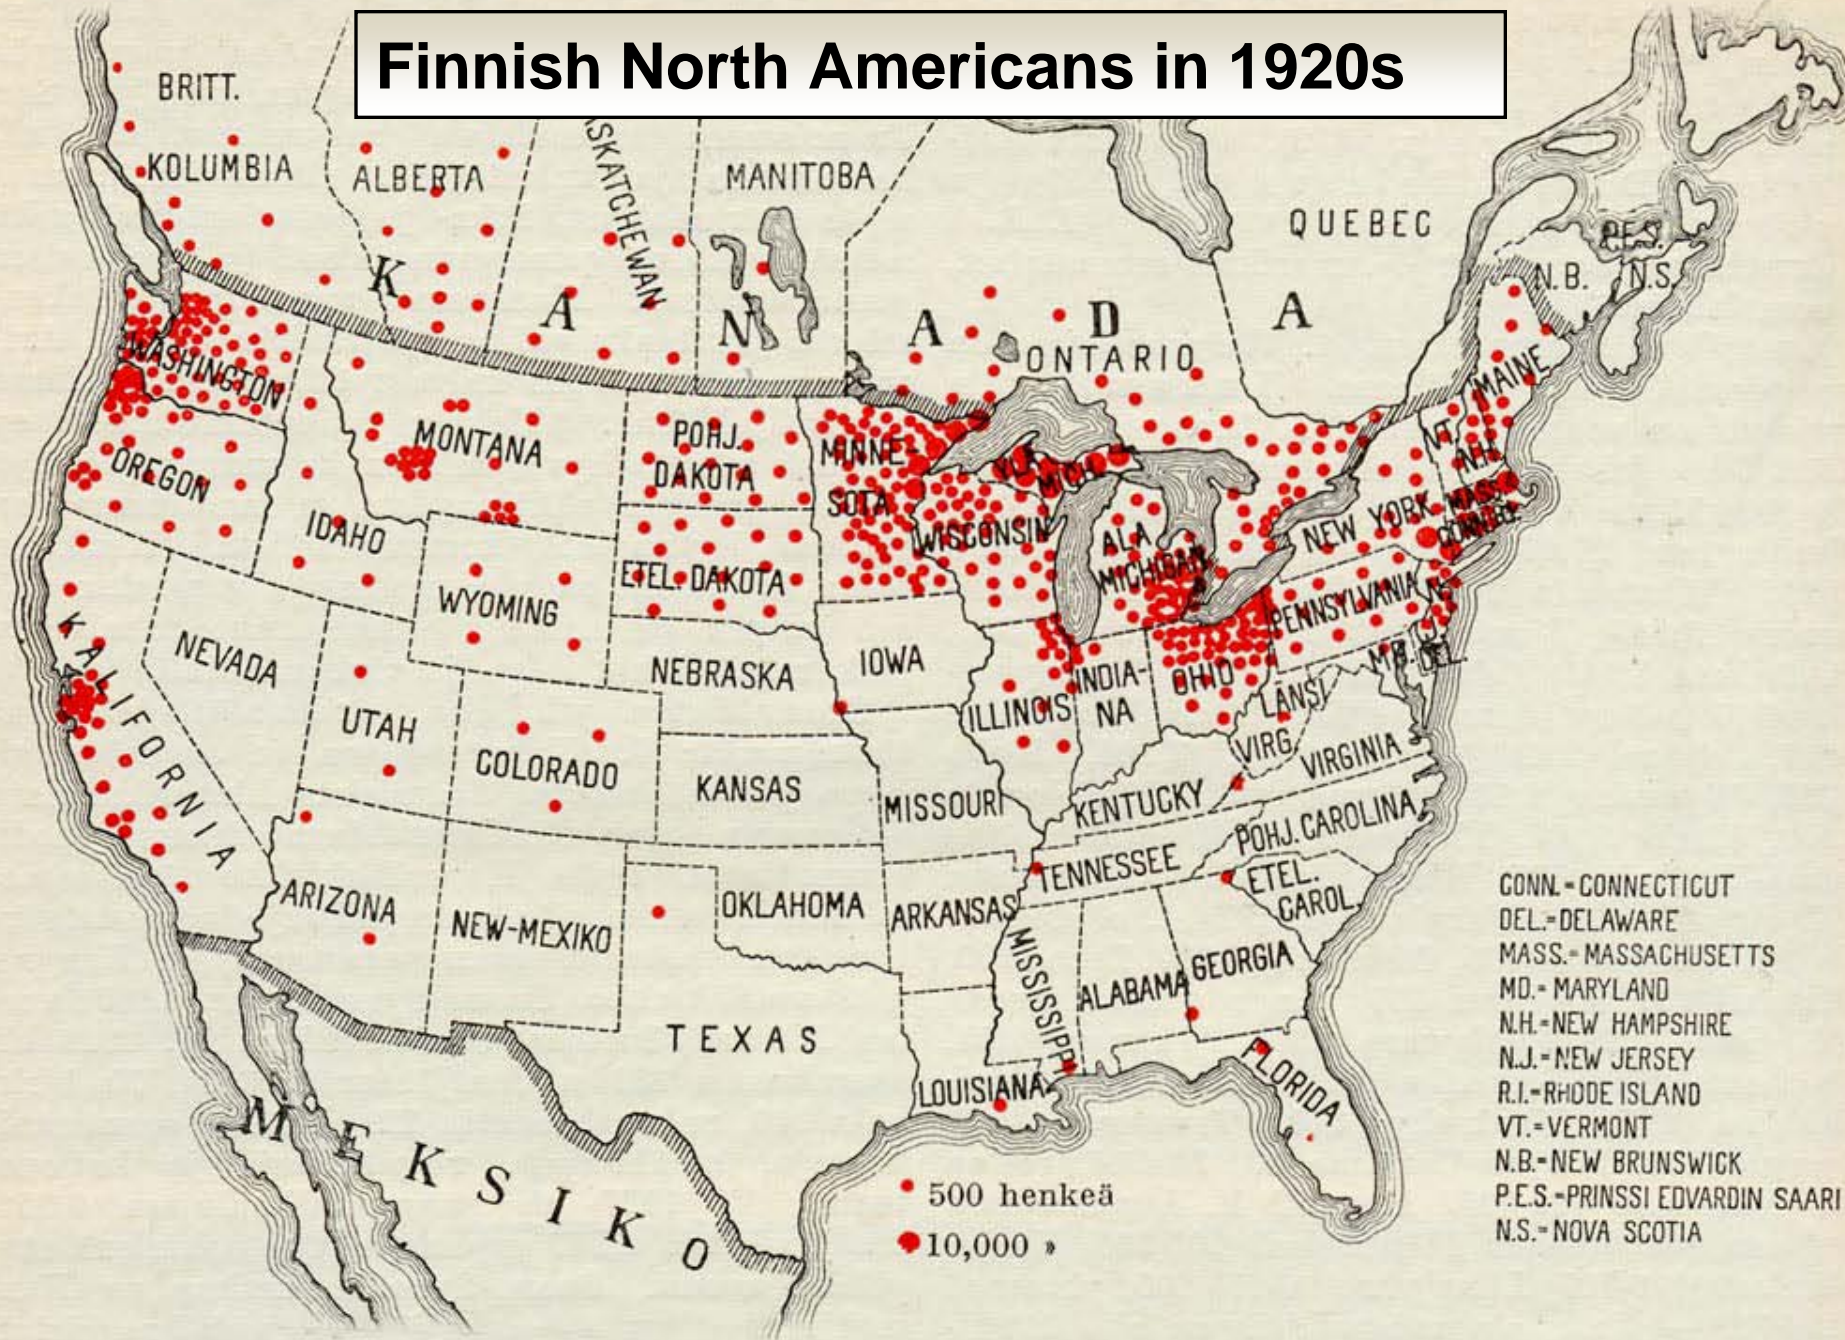 Finnish North Americans in 1920s
BRITT.
KOLUMBIA
ALBERTA
ASKATCHEWAN
MANITOBA
QUEBEC
P.E.S.
N.B.
N.S.
K A N A D A
ONTARIO
WASHINGTON
MONTANA
POHJ.
DAKOTA
MINNE-
SOTA
YLÄ
MICH.
MAINE
VT.
N.H.
OREGON
IDAHO
WISCONSIN
ALA
MICHIGAN
NEW YORK
MASS.
CONN.
WYOMING
ETEL. DAKOTA
PENNSYLVANIA
N.J.
KALIFORNIA
NEVADA
NEBRASKA
IOWA
ILLINOIS
INDIA-
NA
OHIO
MD.
DEL.
LÄNSI
VIRG.
VIRGINIA
UTAH
COLORADO
KANSAS
MISSOURI
KENTUCKY
POHJ. CAROLINA
TENNESSEE
ETEL.
CAROL.
ARIZONA
NEW-MEXIKO
OKLAHOMA
ARKANSAS
MISSISSIPPI
ALABAMA
GEORGIA
TEXAS
LOUISIANA
FLORIDA
MEKSIKO
500 henkeä
10,000 »
CONN.=CONNECTICUT
DEL.=DELAWARE
MASS.=MASSACHUSETTS
MD.=MARYLAND
N.H.=NEW HAMPSHIRE
N.J.=NEW JERSEY
R.I.=RHODE ISLAND
VT.=VERMONT
N.B.=NEW BRUNSWICK
P.E.S.=PRINSSI EDVARDIN SAARI
N.S.=NOVA SCOTIA